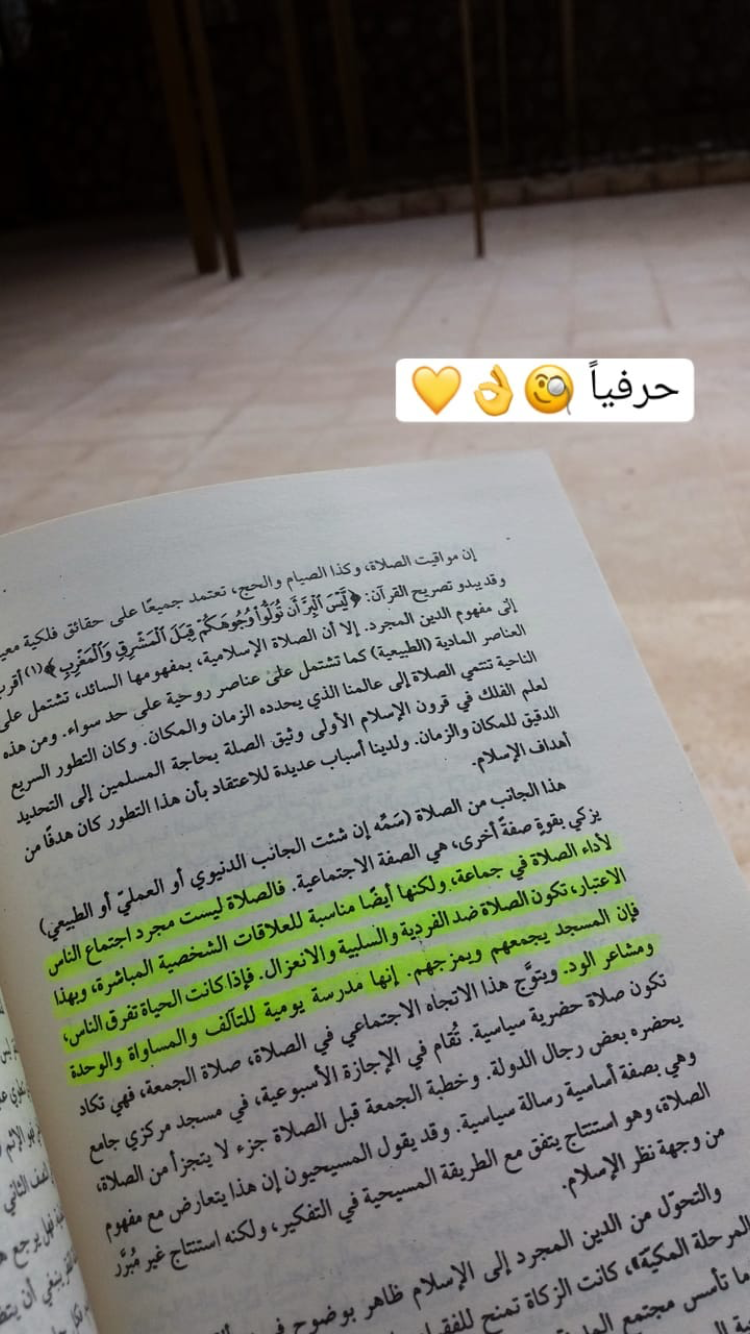 حرفياً 🧐👌💛
إن مواقيت الصلاة، وكذا الصيام والحج، تعتمد جميعًا على حقائق فلكية
وقد يبدو تصريح القرآن: ﴿لَّيْسَ ٱلْبِرَّ أَن تُوَلُّوا۟ وُجُوهَكُمْ قِبَلَ ٱلْمَشْرِقِ وَٱلْمَغْرِبِ﴾(١)
إلى مفهوم الدين المجرد. إلا أن الصلاة الإسلامية، بمفهومها السائد، تشتمل على
العناصر المادية (الطبيعية) كما تشتمل على عناصر روحية على حد سواء. ومن هذه
الناحية تنتمي الصلاة إلى عالمنا الذي يحدده الزمان والمكان. وكان التطور السريع
لعلم الفلك في قرون الإسلام الأولى وثيق الصلة بحاجة المسلمين إلى التحديد
الدقيق للمكان والزمان. ولدينا أسباب عديدة للاعتقاد بأن هذا التطور كان هدفًا من
أهداف الإسلام.
هذا الجانب من الصلاة (سَمِّه إن شئت الجانب الدنيوي أو العمليّ أو الطبيعي)
يزكي بقوةٍ صفةً أخرى، هي الصفة الاجتماعية. فالصلاة ليست مجرد اجتماع الناس
لأداء الصلاة في جماعة، ولكنها أيضًا مناسبة للعلاقات الشخصية المباشرة، وبهذا
الاعتبار، تكون الصلاة ضد الفردية والسلبية والانعزال. فإذا كانت الحياة تفرق الناس،
فإن المسجد يجمعهم ويمزجهم. إنها مدرسة يومية للتآلف والمساواة والوحدة
ومشاعر الود. ويتوَّج هذا الاتجاه الاجتماعي في الصلاة، صلاة الجمعة، فهي تكاد
تكون صلاة حضرية سياسية. تُقام في الإجازة الأسبوعية، في مسجد مركزي جامع
يحضره بعض رجال الدولة. وخطبة الجمعة قبل الصلاة جزء لا يتجزأ من الصلاة،
وهي بصفة أساسية رسالة سياسية. وقد يقول المسيحيون إن هذا يتعارض مع مفهوم
الصلاة، وهو استنتاج يتفق مع الطريقة المسيحية في التفكير، ولكنه استنتاج غير مُبرَّر
من وجهة نظر الإسلام.
والتحوّل من الدين المجرد إلى الإسلام ظاهر بوضوح
المرحلة المكيّة»، كانت الزكاة تمنح
تأسس مجتمع